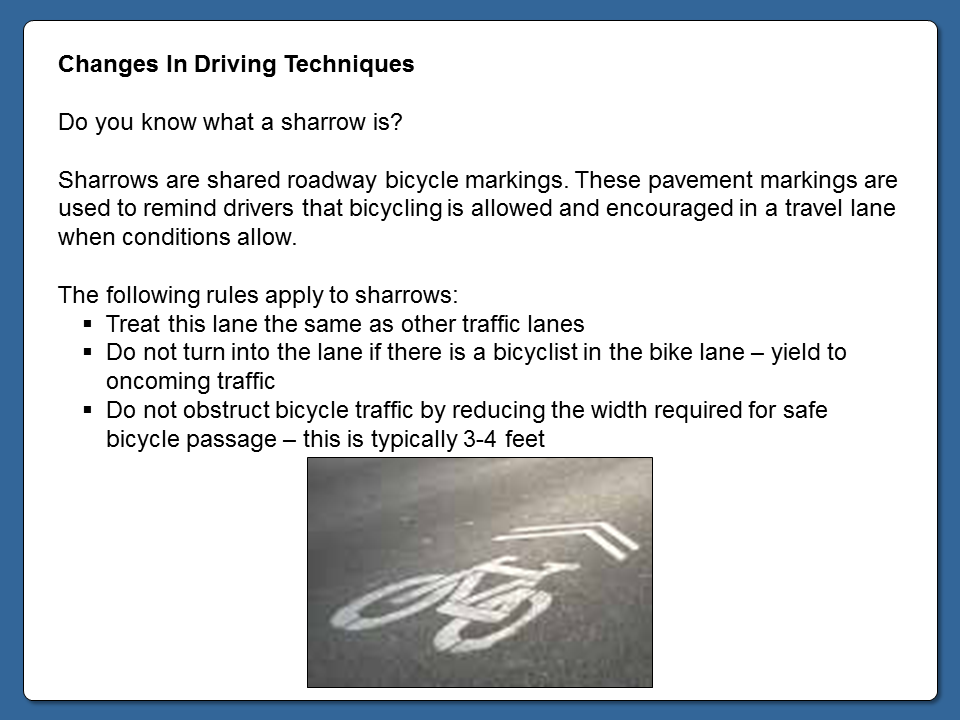 Changes In Driving Techniques
Do you know what a sharrow is?
Sharrows are shared roadway bicycle markings. These pavement markings are
used to remind drivers that bicycling is allowed and encouraged in a travel lane
when conditions allow.
The following rules apply to sharrows:
▪ Treat this lane the same as other traffic lanes
▪ Do not turn into the lane if there is a bicyclist in the bike lane – yield to
oncoming traffic
▪ Do not obstruct bicycle traffic by reducing the width required for safe
bicycle passage – this is typically 3-4 feet